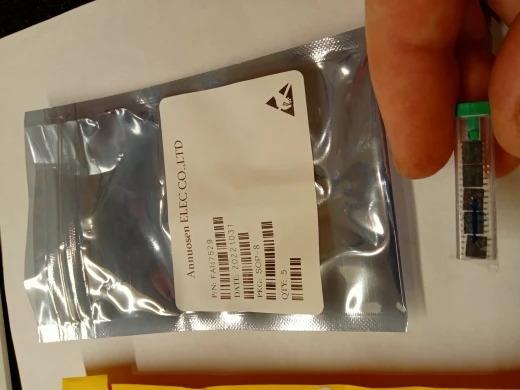 Annuosen ELEC CO.,LTD
P/N: FAN7529
DATE: 20221031
PKG: SOP-8
QTY: 5